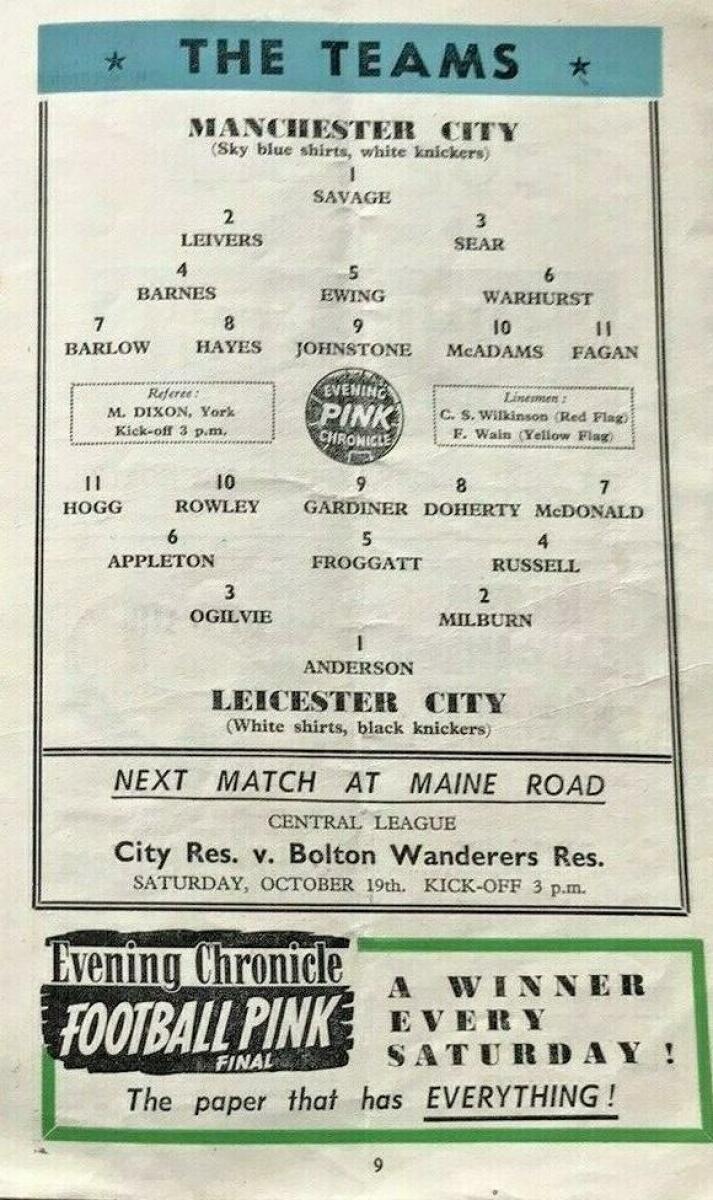 ★ THE TEAMS ★
MANCHESTER CITY
(Sky blue shirts, white knickers)
1
SAVAGE
2 3
LEIVERS SEAR
4 5 6
BARNES EWING WARHURST
7 8 9 10 11
BARLOW HAYES JOHNSTONE McADAMS FAGAN
Referee :
M. DIXON, York
Kick-off 3 p.m.
EVENING
PINK
CHRONICLE
Linesmen :
C. S. Wilkinson (Red Flag)
F. Wain (Yellow Flag)
11 10 9 8 7
HOGG ROWLEY GARDINER DOHERTY McDONALD
6 5 4
APPLETON FROGGATT RUSSELL
3 2
OGILVIE MILBURN
1
ANDERSON
LEICESTER CITY
(White shirts, black knickers)
NEXT MATCH AT MAINE ROAD
CENTRAL LEAGUE
City Res. v. Bolton Wanderers Res.
SATURDAY, OCTOBER 19th. KICK-OFF 3 p.m.
Evening Chronicle
FOOTBALL PINK
FINAL
A WINNER
EVERY
SATURDAY !
The paper that has EVERYTHING !
9